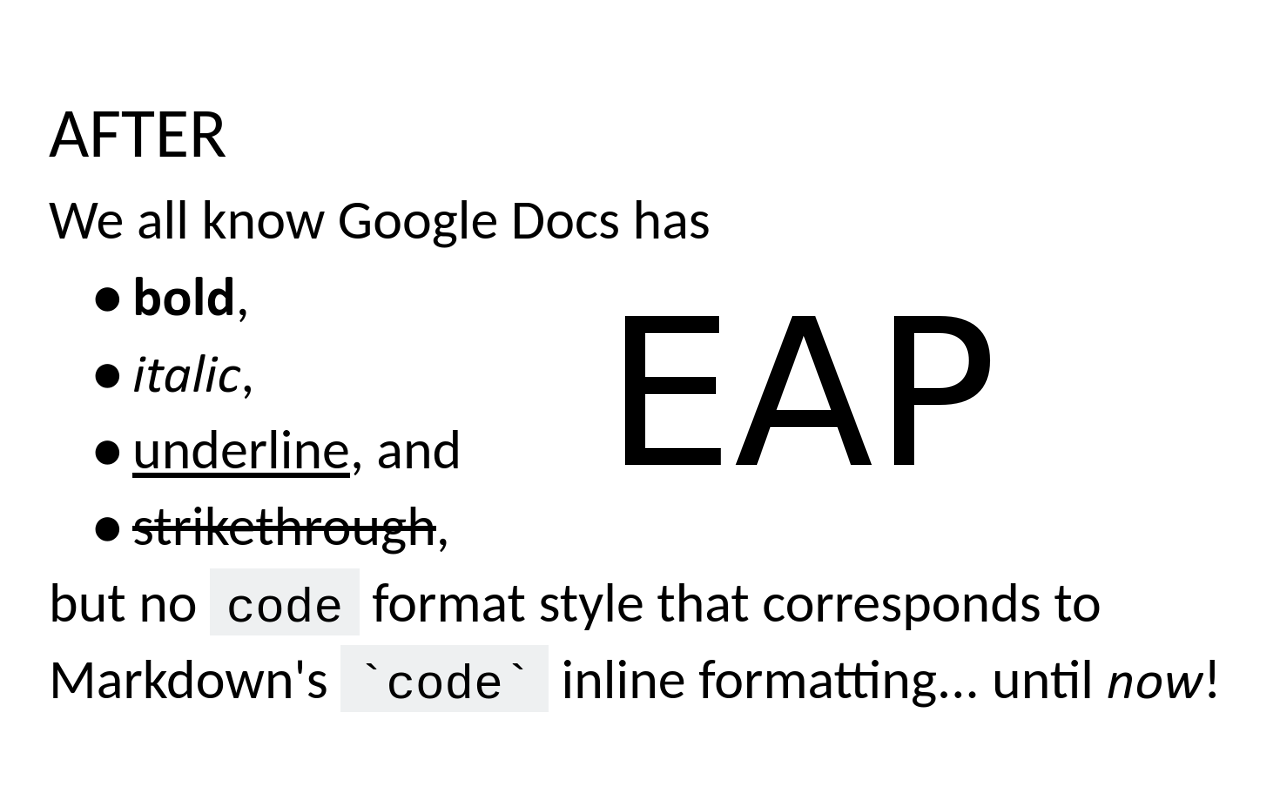 AFTER
We all know Google Docs has
● bold,
● italic,
● underline, and
● strikethrough,
EAP
but no code format style that corresponds to
Markdown's `code` inline formatting... until now!